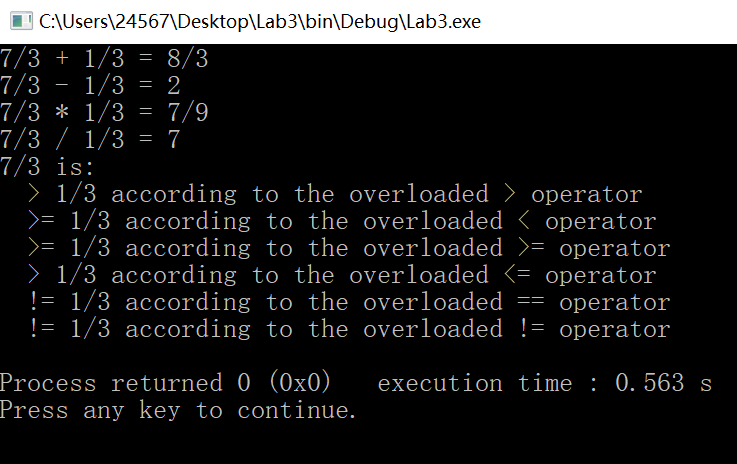 C:\Users\24567\Desktop\Lab3\bin\Debug\Lab3.exe
7/3 + 1/3 = 8/3
7/3 - 1/3 = 2
7/3 * 1/3 = 7/9
7/3 / 1/3 = 7
7/3 is:
  > 1/3 according to the overloaded > operator
  >= 1/3 according to the overloaded < operator
  >= 1/3 according to the overloaded >= operator
  > 1/3 according to the overloaded <= operator
  != 1/3 according to the overloaded == operator
  != 1/3 according to the overloaded != operator
Process returned 0 (0x0)   execution time : 0.563 s
Press any key to continue.